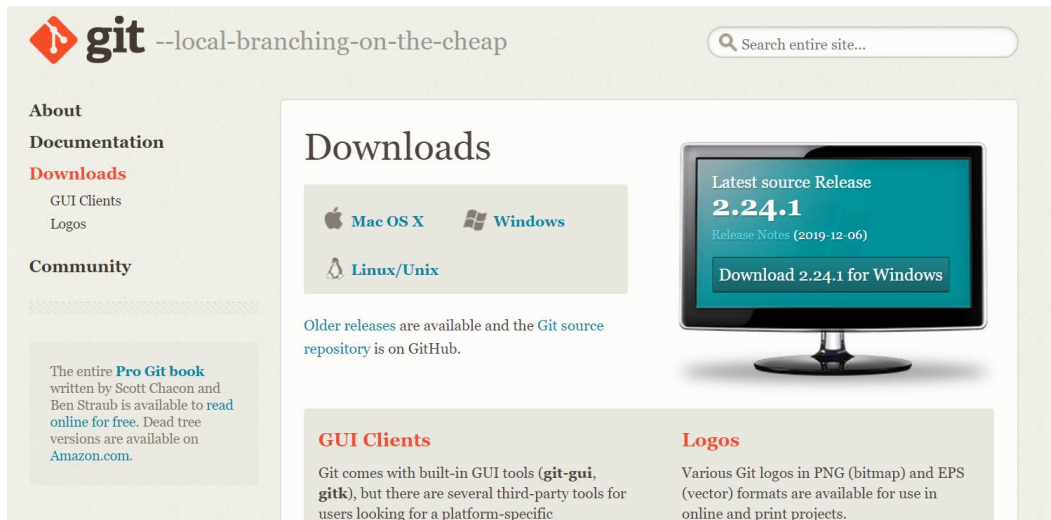 git --local-branching-on-the-cheap
Search entire site...
About
Documentation
Downloads
GUI Clients
Logos
Community
The entire Pro Git book
written by Scott Chacon and
Ben Straub is available to read
online for free. Dead tree
versions are available on
Amazon.com.
Downloads
Mac OS X
Windows
Linux/Unix
Older releases are available and the Git source
repository is on GitHub.
Latest source Release
2.24.1
Release Notes (2019-12-06)
Download 2.24.1 for Windows
GUI Clients
Git comes with built-in GUI tools (git-gui,
gitk), but there are several third-party tools for
users looking for a platform-specific
Logos
Various Git logos in PNG (bitmap) and EPS
(vector) formats are available for use in
online and print projects.